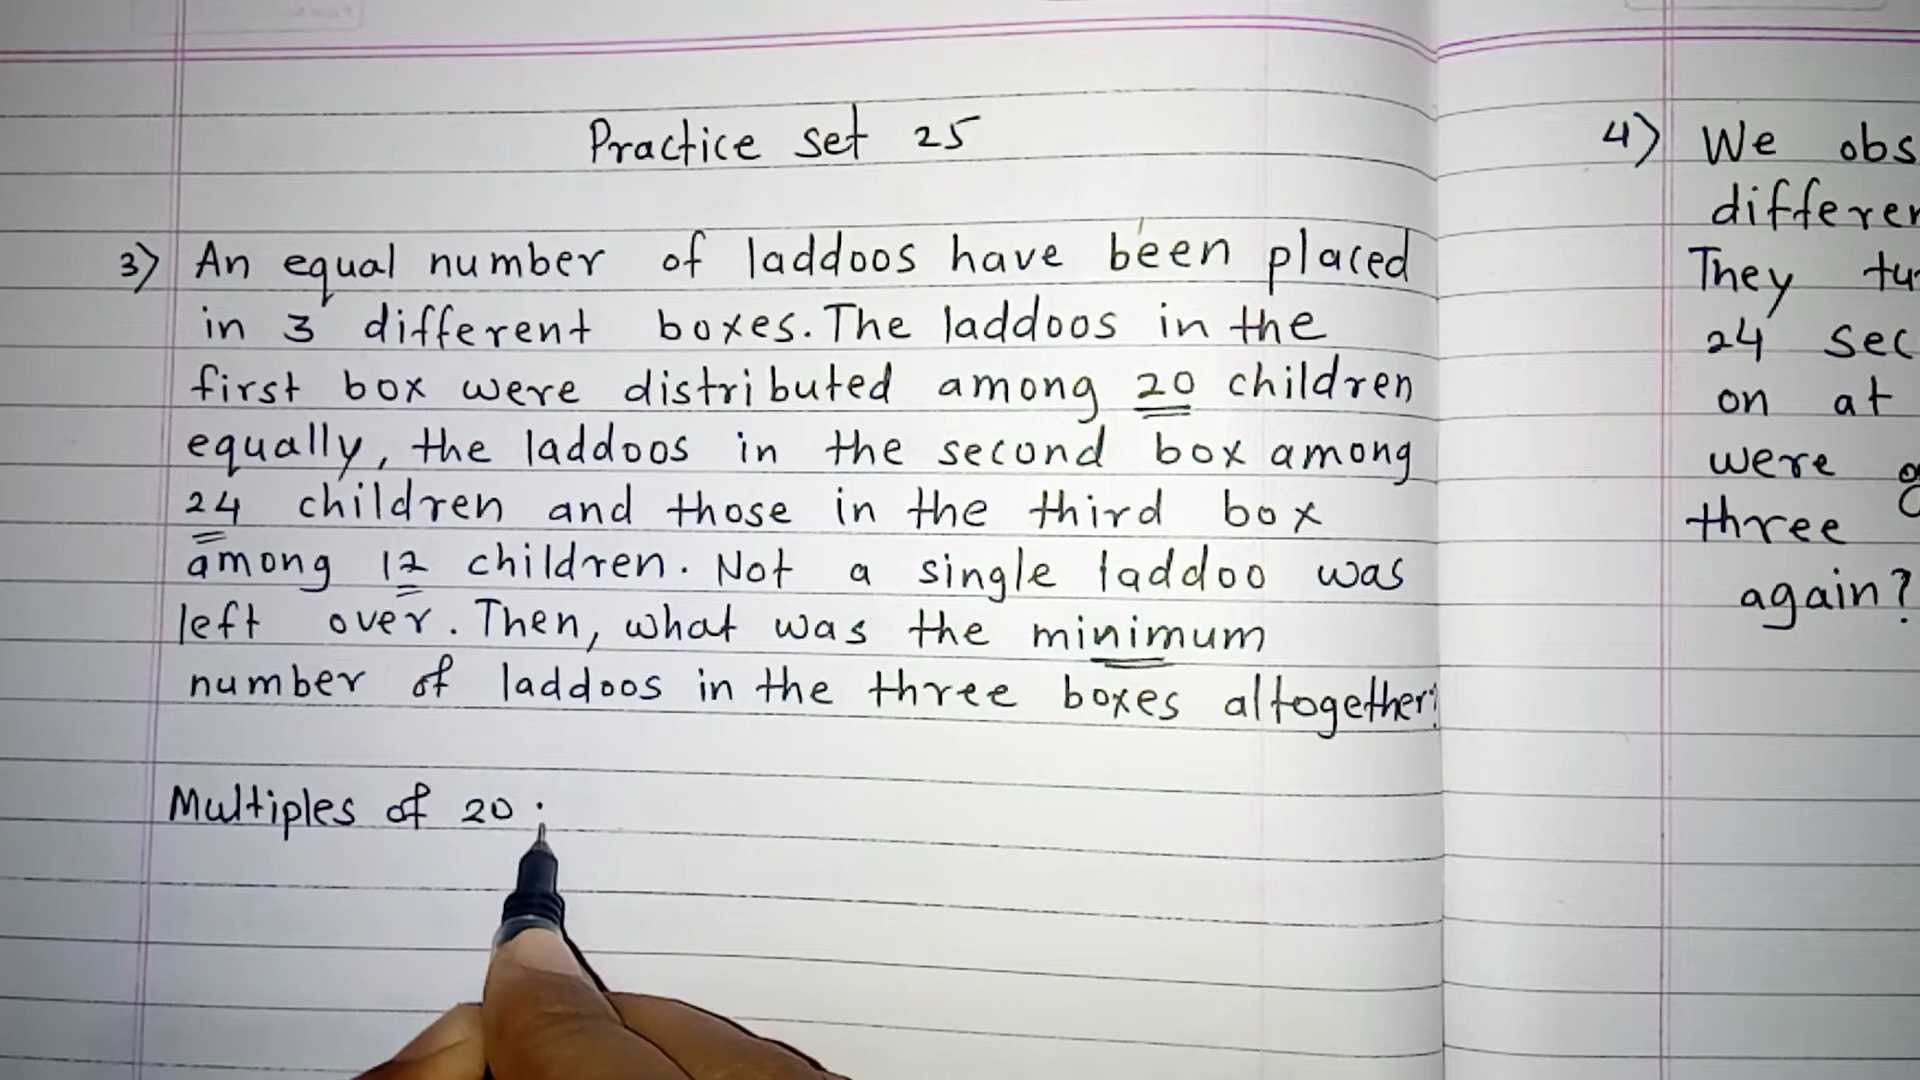 Practice set 25
3) An equal number of laddoos have been placed
in 3 different boxes. The laddoos in the
first box were distributed among 20 children
equally, the laddoos in the second box among
24 children and those in the third box
among 12 children. Not a single laddoo was
left over. Then, what was the minimum
number of laddoos in the three boxes altogether?
Multiples of 20 :
4) We obs
differen
They tu
24 sec
on at
were g
three
again?